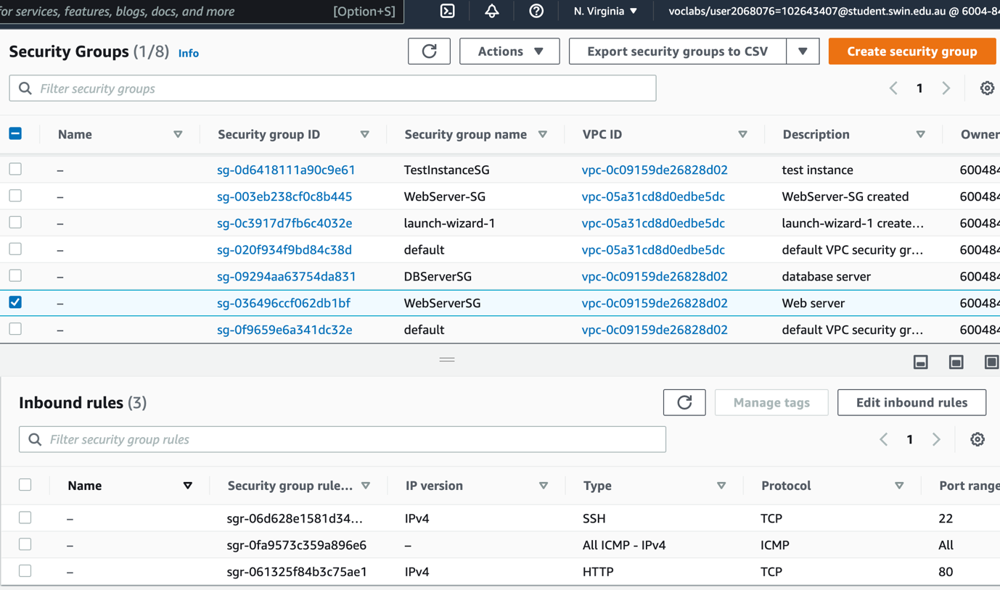 for services, features, blogs, docs, and more [Option+S] N. Virginia voclabs/user2068076=102643407@student.swin.edu.au @ 6004-84
Security Groups (1/8) Info Actions Export security groups to CSV Create security group
Filter security groups 1
Name Security group ID Security group name VPC ID Description Owner
– sg-0d6418111a90c9e61 TestInstanceSG vpc-0c09159de26828d02 test instance 600484
– sg-003eb238cf0c8b445 WebServer-SG vpc-05a31cd8d0edbe5dc WebServer-SG created 600484
– sg-0c3917d7fb6c4032e launch-wizard-1 vpc-05a31cd8d0edbe5dc launch-wizard-1 create... 600484
– sg-020f934f9bd84c38d default vpc-05a31cd8d0edbe5dc default VPC security gr... 600484
– sg-09294aa63754da831 DBServerSG vpc-0c09159de26828d02 database server 600484
– sg-036496ccf062db1bf WebServerSG vpc-0c09159de26828d02 Web server 600484
– sg-0f9659e6a341dc32e default vpc-0c09159de26828d02 default VPC security gr... 600484
Inbound rules (3) Manage tags Edit inbound rules
Filter security group rules 1
Name Security group rule... IP version Type Protocol Port range
– sgr-06d628e1581d34... IPv4 SSH TCP 22
– sgr-0fa9573c359a896e6 – All ICMP - IPv4 ICMP All
– sgr-061325f84b3c75ae1 IPv4 HTTP TCP 80